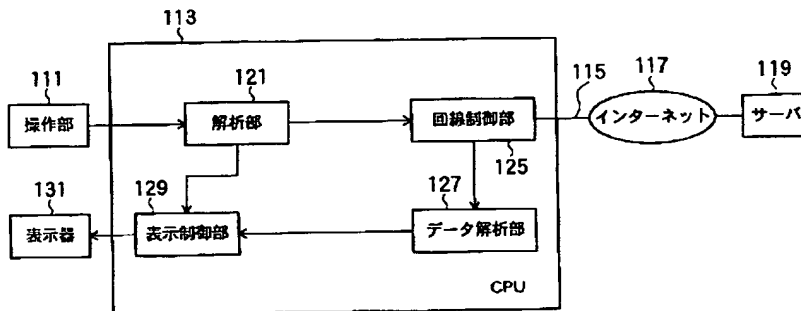 113
111
操作部
121
解析部
回線制御部
125
115
117
インターネット
119
サーバ
131
表示器
129
表示制御部
127
データ解析部
CPU